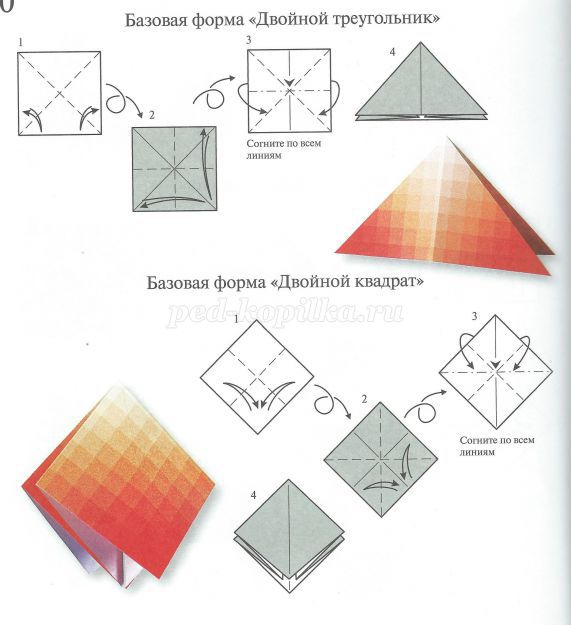 0
Базовая форма «Двойной треугольник»
1
2
3
Согните по всем
линиям
4
Базовая форма «Двойной квадрат»
ped-kopilka.ru
1
2
3
Согните по всем
линиям
4